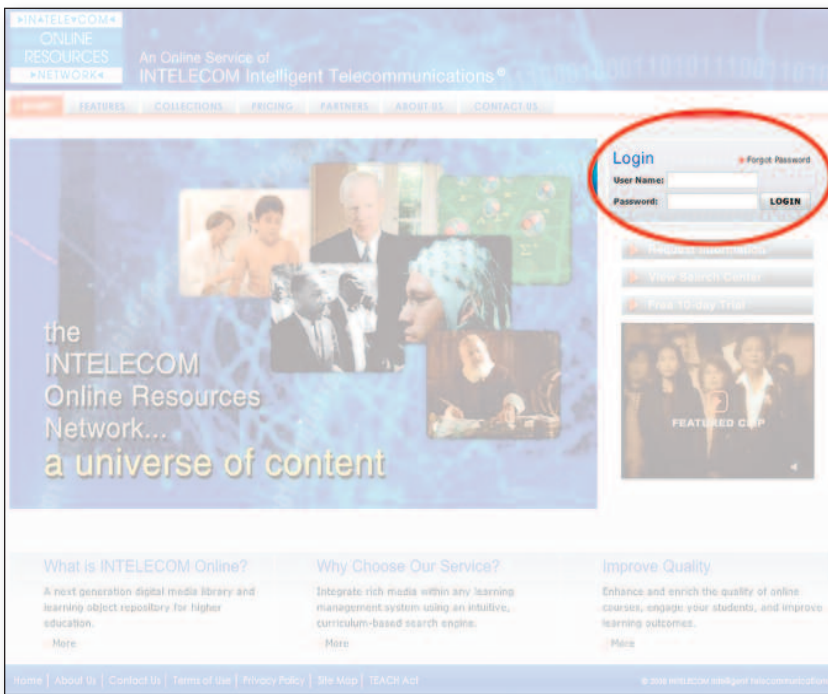 INTELECOM
ONLINE
RESOURCES
NETWORK
An Online Service of
INTELECOM Intelligent Telecommunications®
FEATURES COLLECTIONS PRICING PARTNERS ABOUT US CONTACT US
Login Forgot Password
User Name:
Password: LOGIN
Request Information
View Search Center
Free 10-day Trial
the
INTELECOM
Online Resources
Network...
a universe of content
FEATURED CLIP
What is INTELECOM Online?
A next generation digital media library and
learning object repository for higher
education.
More
Why Choose Our Service?
Integrate rich media within any learning
management system using an intuitive,
curriculum-based search engine.
More
Improve Quality
Enhance and enrich the quality of online
courses, engage your students, and improve
learning outcomes.
More
Home | About Us | Contact Us | Terms of Use | Privacy Policy | Site Map | TEACH Act
INTELECOM Intelligent Telecommunications